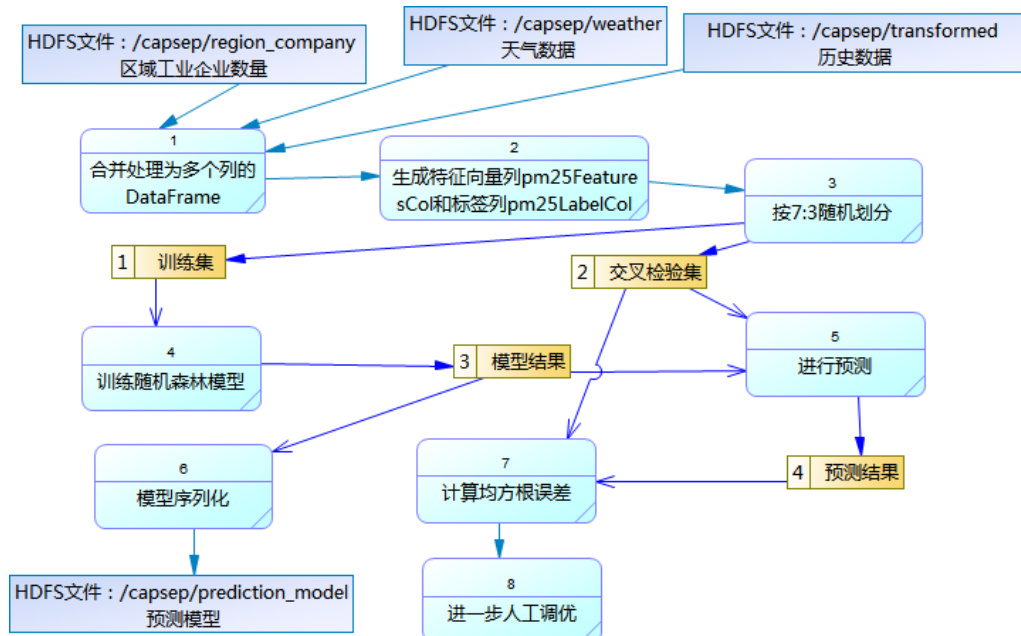 HDFS文件：/capsep/region_company
区域工业企业数量
HDFS文件：/capsep/weather
天气数据
HDFS文件：/capsep/transformed
历史数据
1
合并处理为多个列的
DataFrame
2
生成特征向量列pm25Feature
sCol和标签列pm25LabelCol
3
按7:3随机划分
1 训练集
2 交叉检验集
4
训练随机森林模型
3 模型结果
5
进行预测
6
模型序列化
7
计算均方根误差
4 预测结果
HDFS文件：/capsep/prediction_model
预测模型
8
进一步人工调优